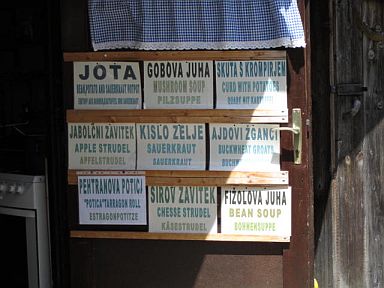 JOTA
BEAN, POTATO AND SAUERKRAUT HOTPOT
GOBOVA JUHA
MUSHROOM SOUP
PILZSUPPE
SKUTA S KROMPIRJEM
CURD WITH POTATOES
QUARK MIT
JABOLČNI ZAVITEK
APPLE STRUDEL
APFELSTRUDEL
KISLO ZELJE
SAUERKRAUT
SAUERKRAUT
AJDOVI ŽGANCI
BUCKWHEAT GROATS
PEHTRANOVA POTICA
"POTICA"TARRAGON ROLL
ESTRAGONPOTITZE
SIROV ZAVITEK
CHESSE STRUDEL
KÄSESTRUDEL
FIŽOLOVA JUHA
BEAN SOUP
BOHNENSUPPE